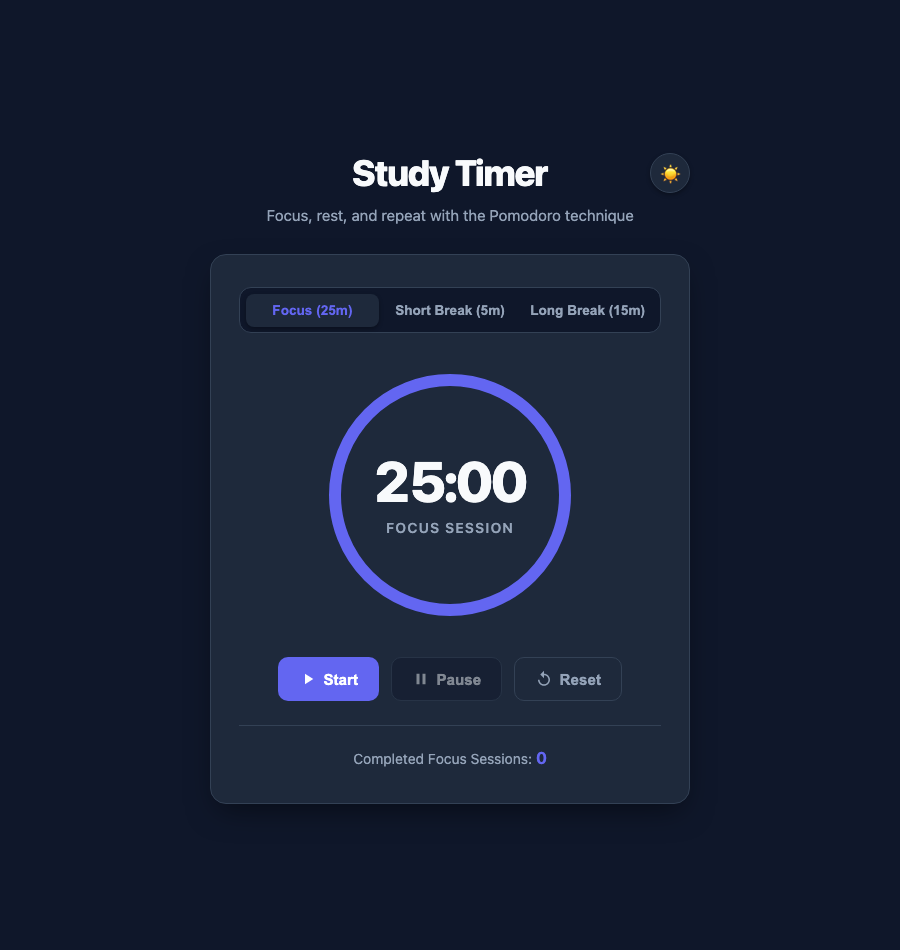 Study Timer
Focus, rest, and repeat with the Pomodoro technique
Focus (25m) Short Break (5m) Long Break (15m)
25:00
FOCUS SESSION
Start Pause Reset
Completed Focus Sessions: 0